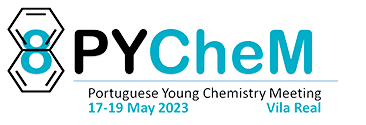 8PYCheM
Portuguese Young Chemistry Meeting
17-19 May 2023 Vila Real